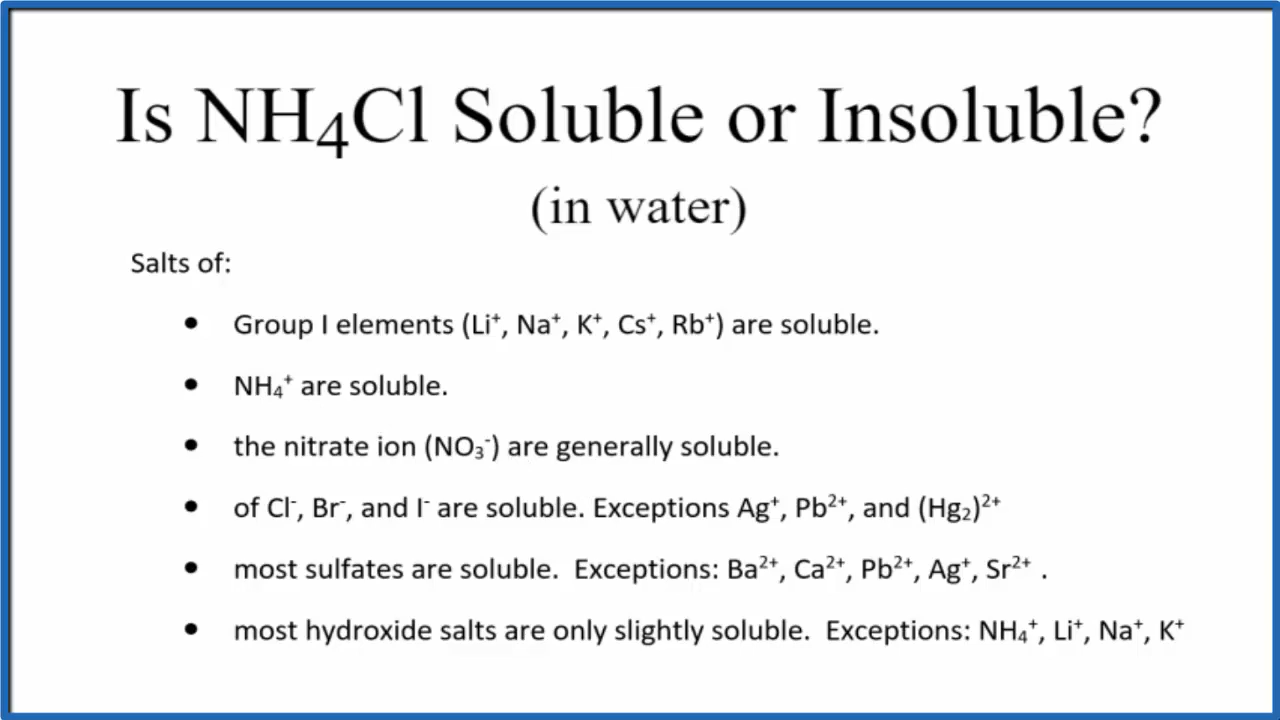 Is NH₄Cl Soluble or Insoluble?
(in water)
Salts of:
• Group I elements (Li⁺, Na⁺, K⁺, Cs⁺, Rb⁺) are soluble.
• NH₄⁺ are soluble.
• the nitrate ion (NO₃⁻) are generally soluble.
• of Cl⁻, Br⁻, and I⁻ are soluble. Exceptions Ag⁺, Pb²⁺, and (Hg₂)²⁺
• most sulfates are soluble.  Exceptions: Ba²⁺, Ca²⁺, Pb²⁺, Ag⁺, Sr²⁺ .
• most hydroxide salts are only slightly soluble.  Exceptions: NH₄⁺, Li⁺, Na⁺, K⁺